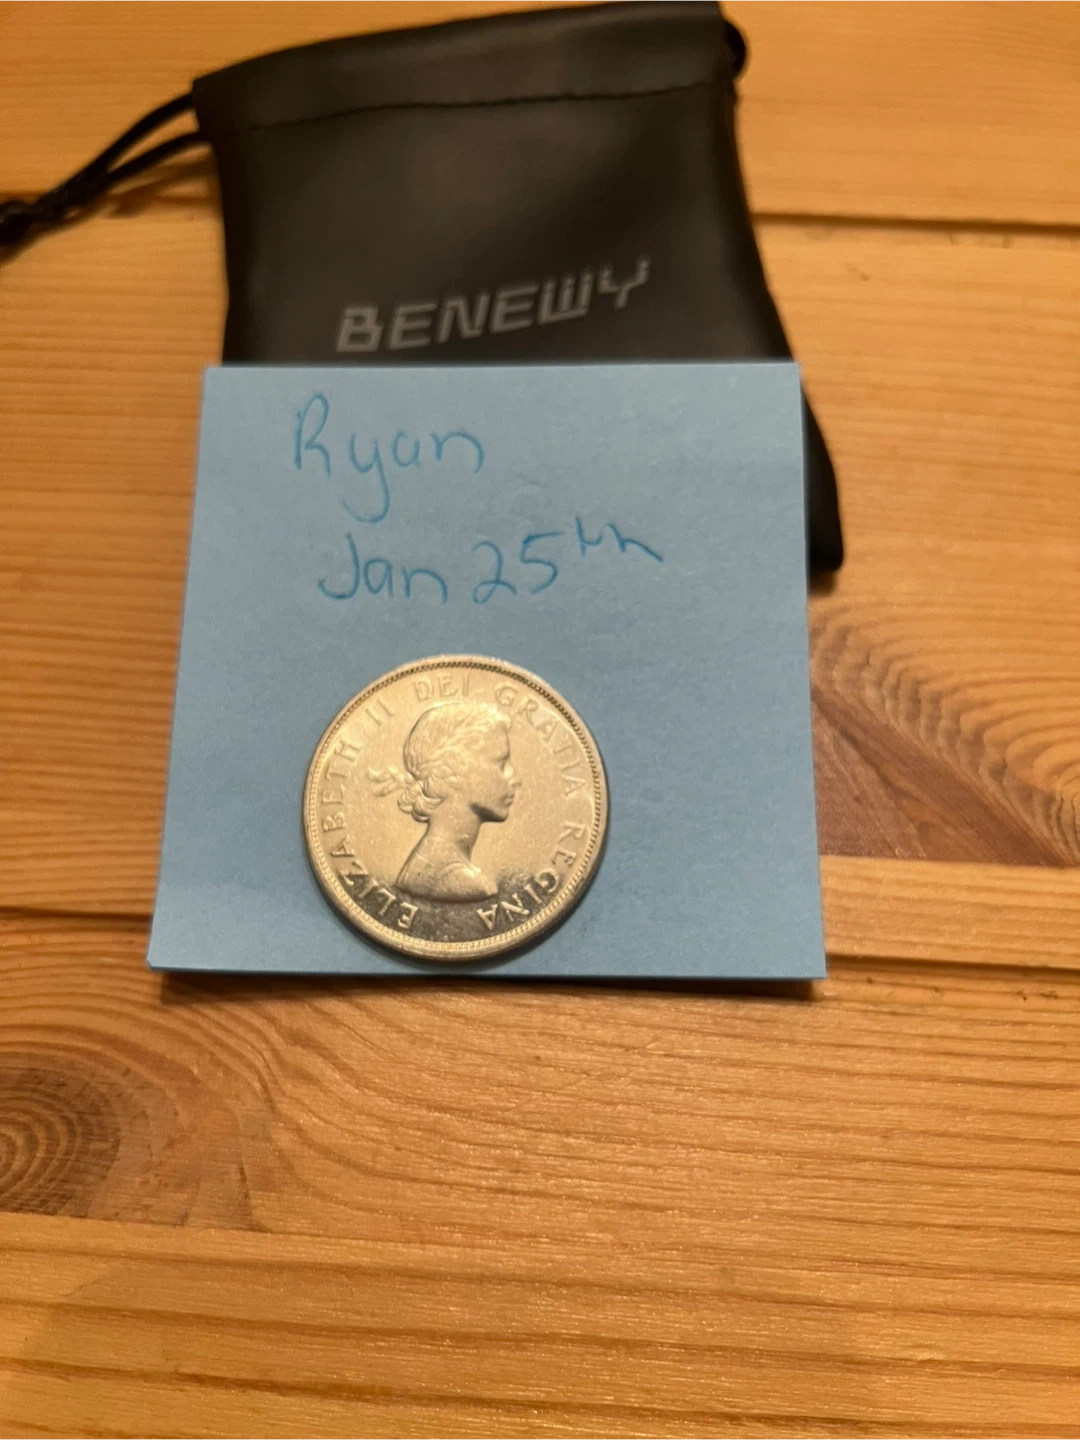 BENEWY
Ryan
Jan 25th
ELIZABETH II DEI GRATIA REGINA